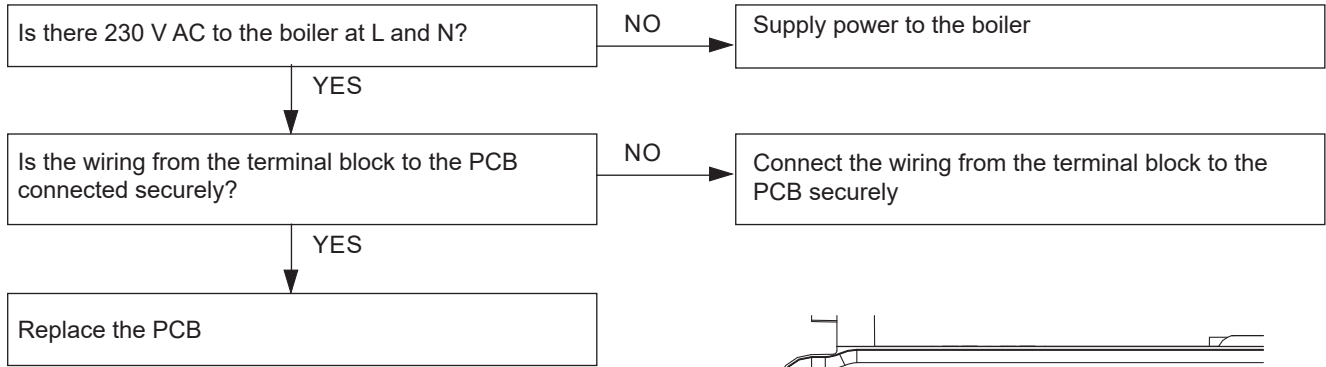 Is there 230 V AC to the boiler at L and N?
NO
Supply power to the boiler
YES
Is the wiring from the terminal block to the PCB
connected securely?
NO
Connect the wiring from the terminal block to the
PCB securely
YES
Replace the PCB